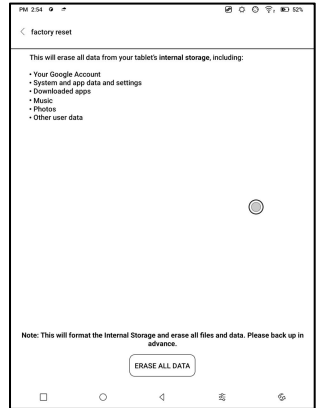 PM 2:54 52%
factory reset
This will erase all data from your tablet's internal storage, including:
• Your Google Account
• System and app data and settings
• Downloaded apps
• Music
• Photos
• Other user data
Note: This will format the Internal Storage and erase all files and data. Please back up in
advance.
ERASE ALL DATA